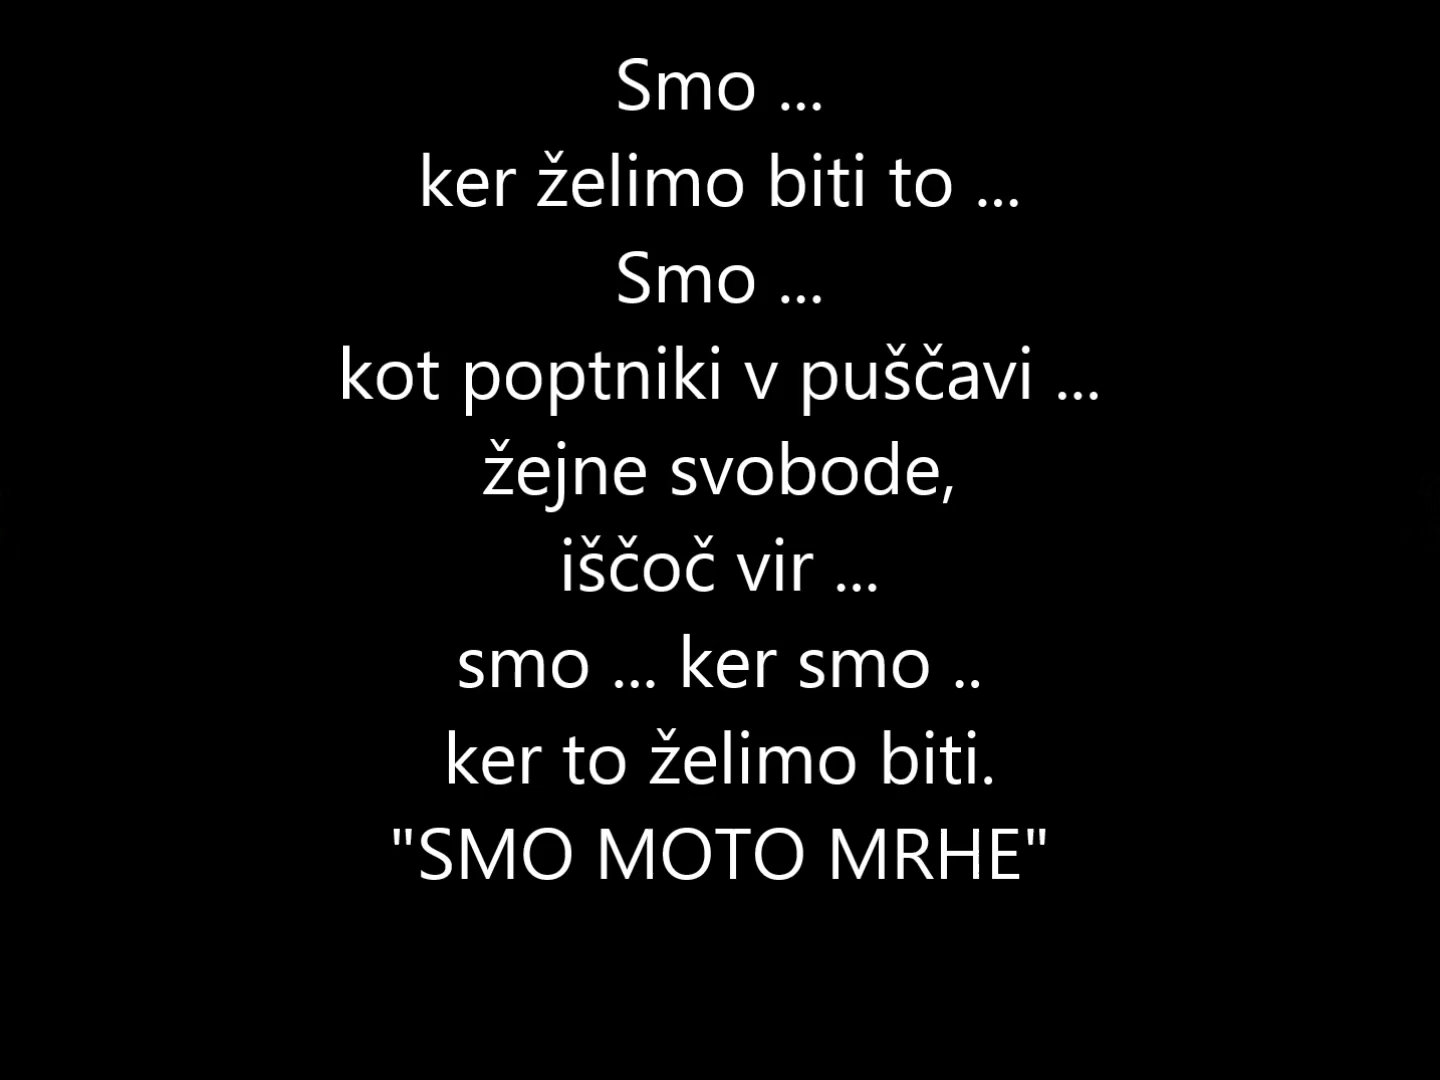 Smo ...
ker želimo biti to ...
Smo ...
kot poptniki v puščavi ...
žejne svobode,
iščoč vir ...
smo ... ker smo ..
ker to želimo biti.
"SMO MOTO MRHE"